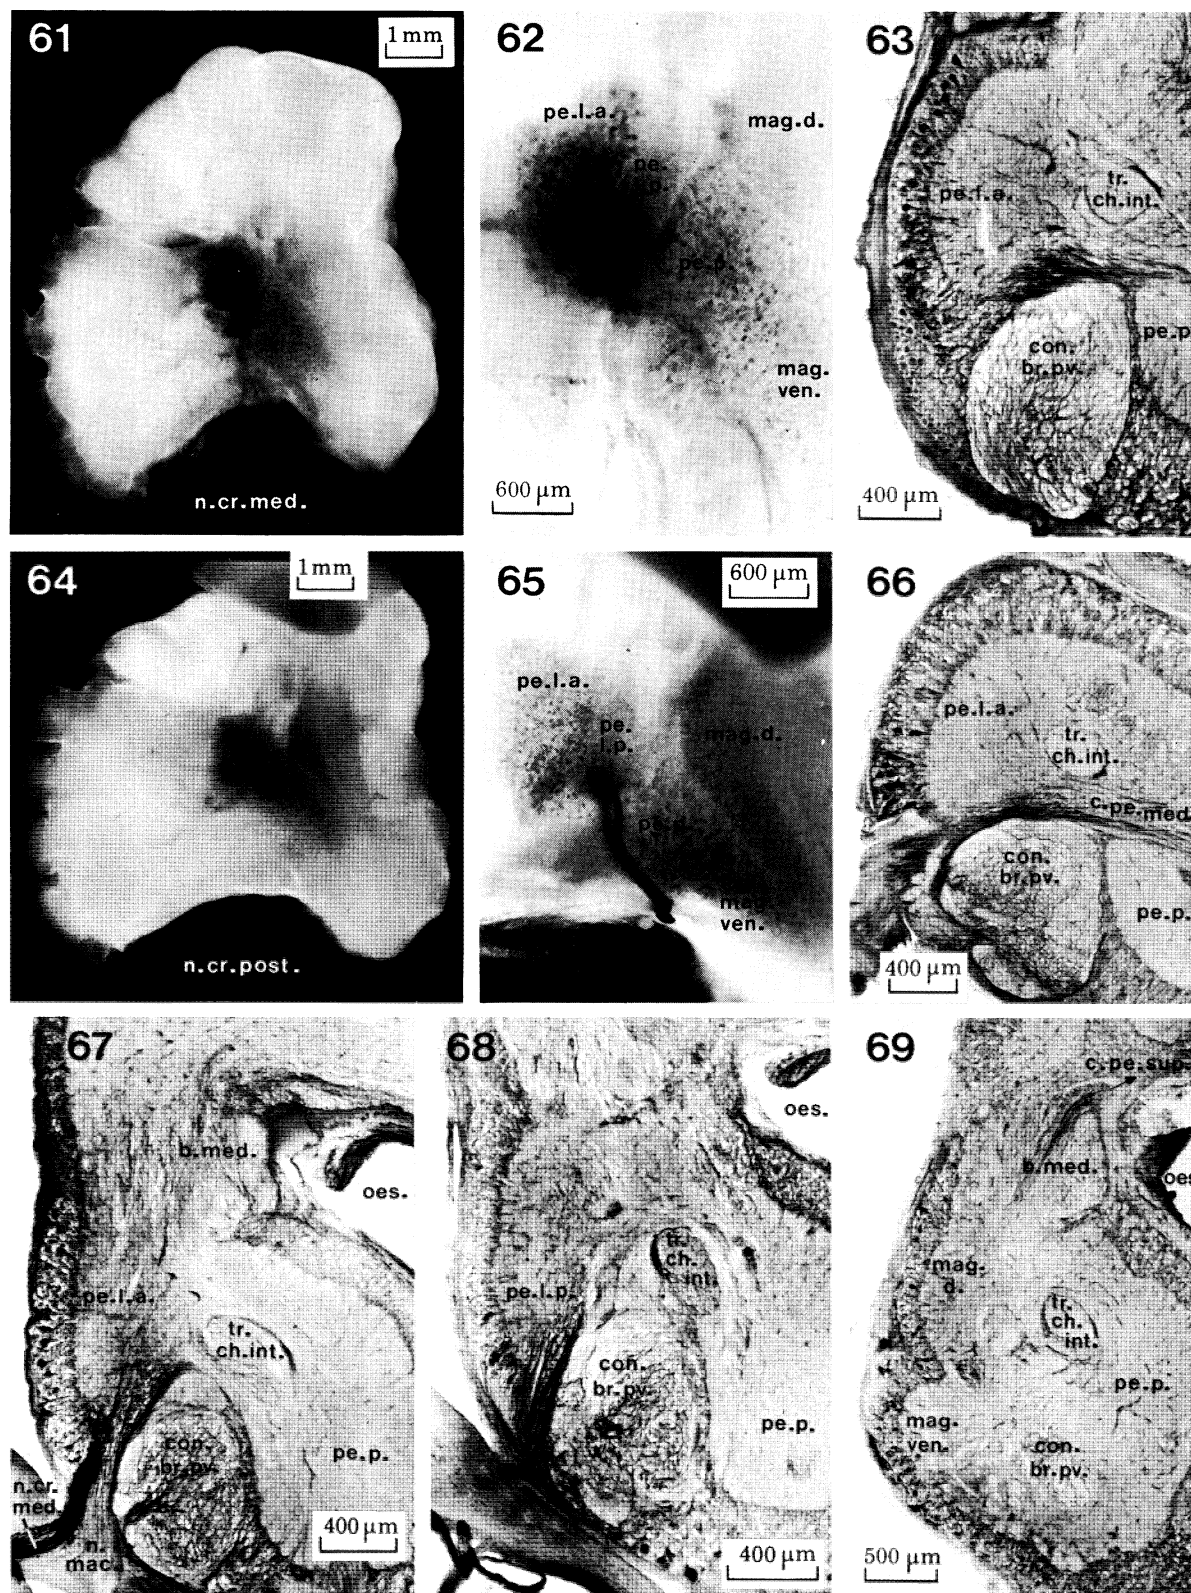 61
1 mm
n.cr.med.
62
pe.l.a.
mag.d.
pe.
l.p.
pe.p.
mag.
ven.
600 µm
63
tr.
ch.int.
pe.l.a.
con.
br.pv.
pe.p.
400 µm
64
1mm
n.cr.post.
65
600 µm
pe.l.a.
pe.
l.p.
mag.d.
pe.p.
mag.
ven.
66
pe.l.a.
tr.
ch.int.
c.pe.med.
con.
br.pv.
pe.p.
400 µm
67
b.med.
oes.
pe.l.a.
tr.
ch.int.
con.
br.pv.
pe.p.
n.cr.
med.
n.
mac.
400 µm
68
oes.
tr.
ch.
int.
pe.l.p.
con.
br.pv.
pe.p.
400 µm
69
c.pe.sup.
b.med.
oes
mag.
d.
tr.
ch.
int.
pe.p.
mag.
ven.
con.
br.pv.
500 µm